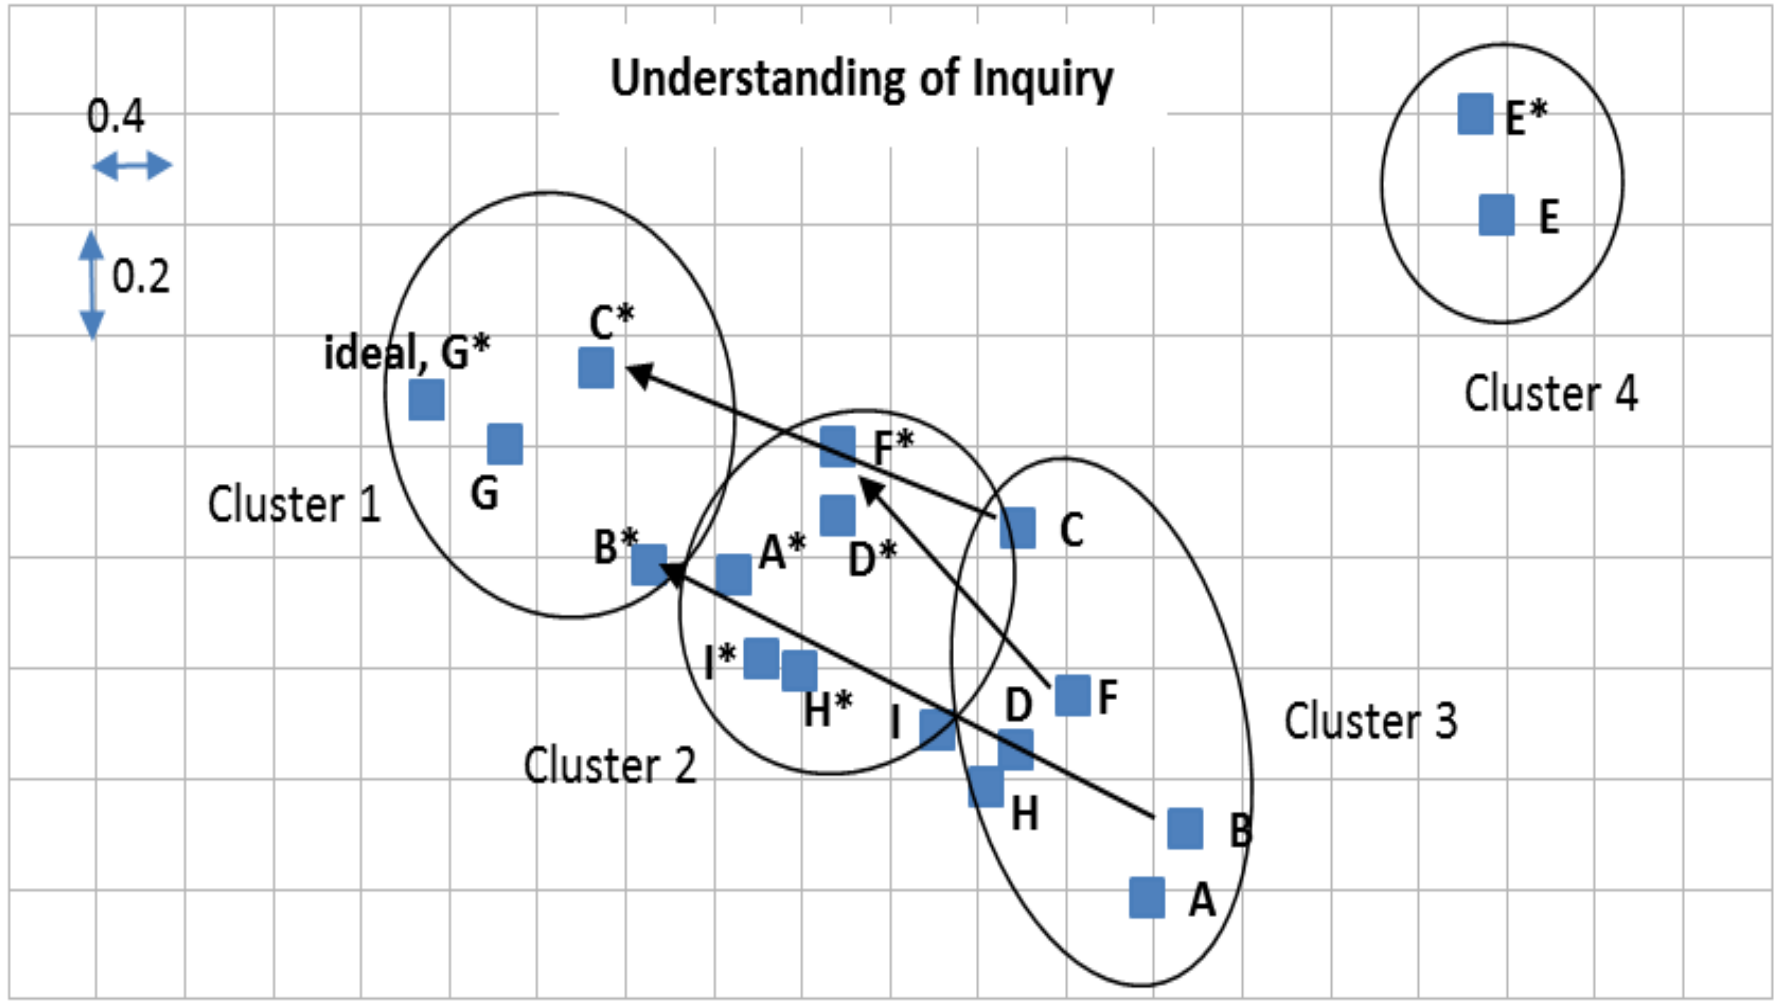 Understanding of Inquiry
0.4
E*
E
0.2
C*
ideal, G*
Cluster 4
F*
G
Cluster 1
C
B*
A*
D*
I*
H*
I
D
F
Cluster 3
Cluster 2
H
B
A